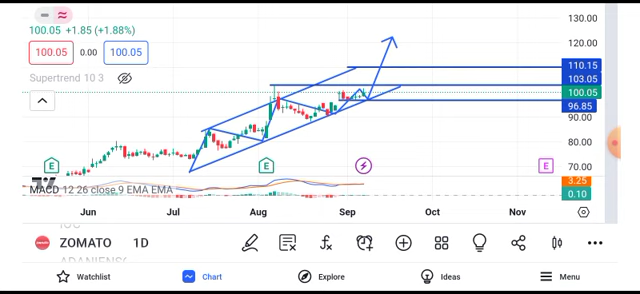 130.00
100.05 +1.85 (+1.88%)
120.00
100.05 0.00 100.05
110.15
Supertrend 10 3
103.05
100.05
96.85
90.00
80.00
E E E
70.00
3.25
MACD 12 26 close 9 EMA EMA
0.10
Jun Jul Aug Sep Oct Nov
ZOMATO 1D
Watchlist Chart Explore Ideas Menu